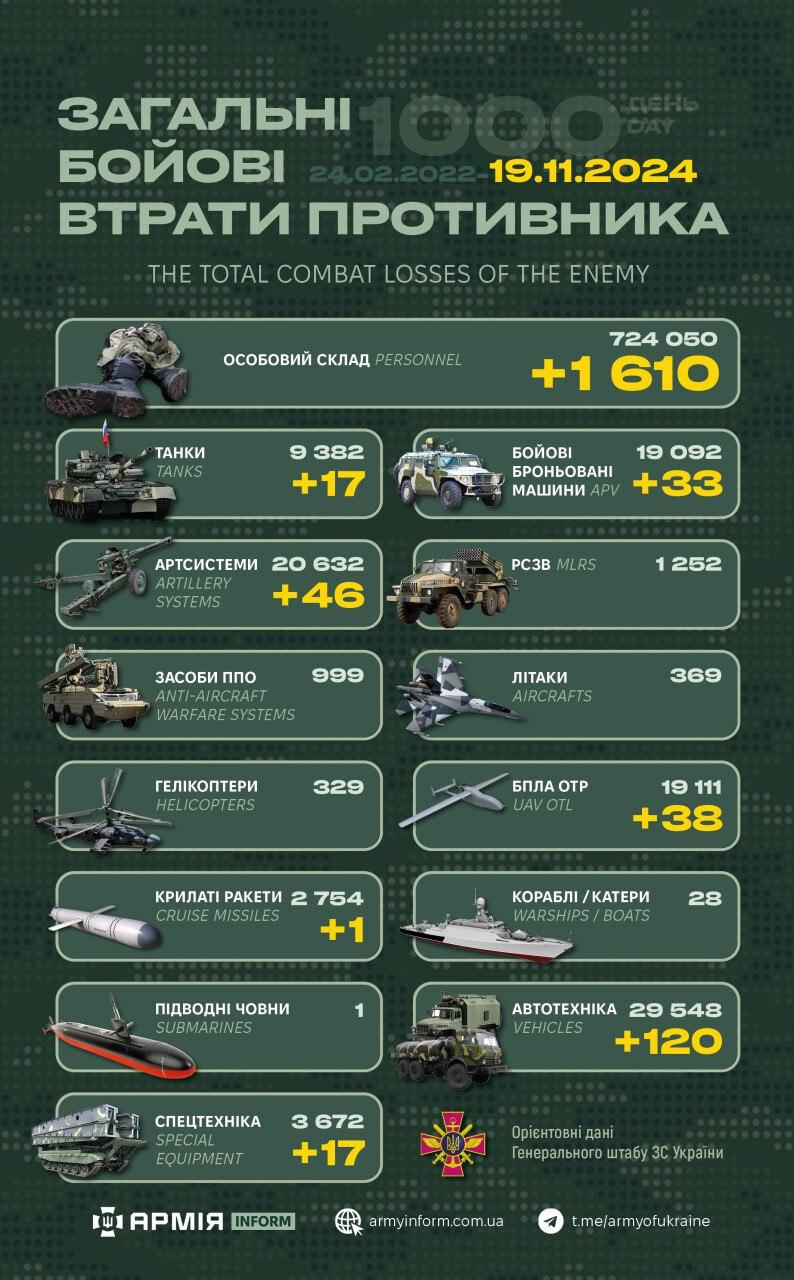 ЗАГАЛЬНІ 1000 ДЕНЬ
DAY
БОЙОВІ 24.02.2022-19.11.2024
ВТРАТИ ПРОТИВНИКА
THE TOTAL COMBAT LOSSES OF THE ENEMY
ОСОБОВИЙ СКЛАД PERSONNEL
724 050
+1 610
ТАНКИ
TANKS
9 382
+17
БОЙОВІ
БРОНЬОВАНІ
МАШИНИ APV
19 092
+33
АРТСИСТЕМИ
ARTILLERY
SYSTEMS
20 632
+46
РСЗВ MLRS
1 252
ЗАСОБИ ППО
ANTI-AIRCRAFT
WARFARE SYSTEMS
999
ЛІТАКИ
AIRCRAFTS
369
ГЕЛІКОПТЕРИ
HELICOPTERS
329
БПЛА ОТР
UAV OTL
19 111
+38
КРИЛАТІ РАКЕТИ
CRUISE MISSILES
2 754
+1
КОРАБЛІ / КАТЕРИ
WARSHIPS / BOATS
28
ПІДВОДНІ ЧОВНИ
SUBMARINES
1
АВТОТЕХНІКА
VEHICLES
29 548
+120
СПЕЦТЕХНІКА
SPECIAL
EQUIPMENT
3 672
+17
Орієнтовні дані
Генерального штабу ЗС України
АРМІЯ INFORM
armyinform.com.ua
t.me/armyofukraine